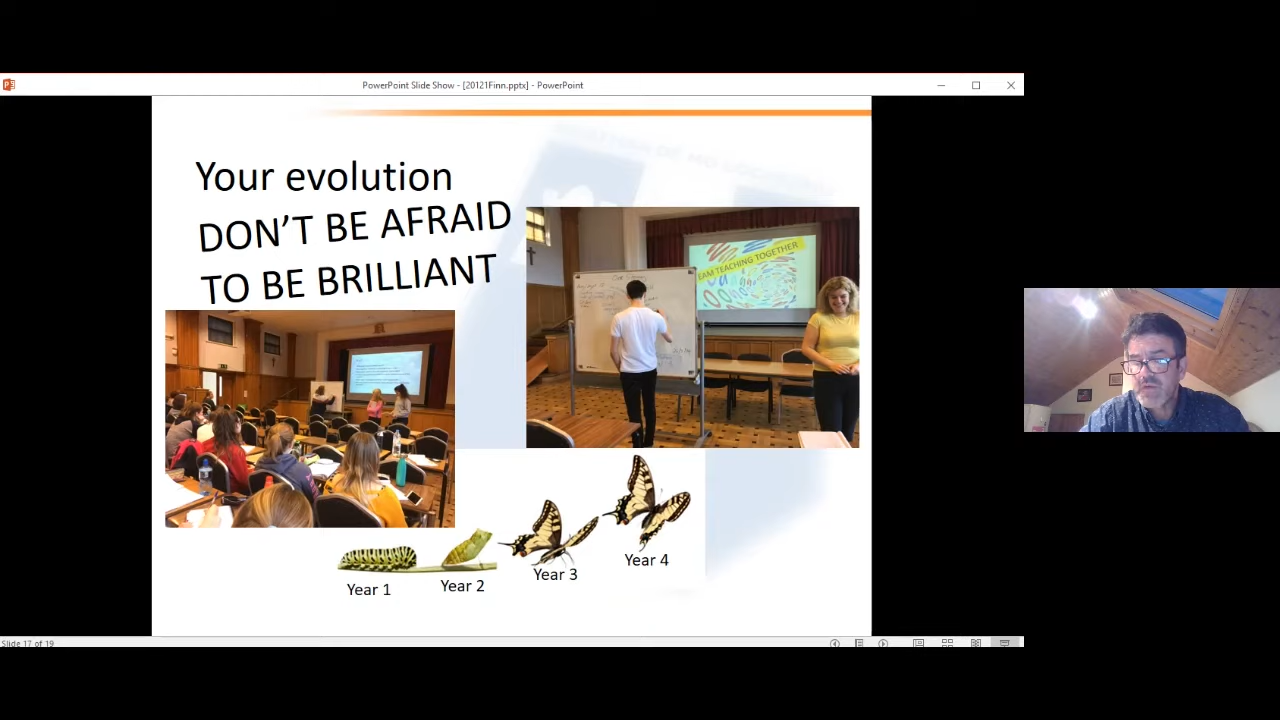 PowerPoint Slide Show - [20121Finn.pptx] - PowerPoint
Your evolution
DON'T BE AFRAID
TO BE BRILLIANT
EAM TEACHING TOGETHER
Year 1
Year 2
Year 3
Year 4
Slide 17 of 19